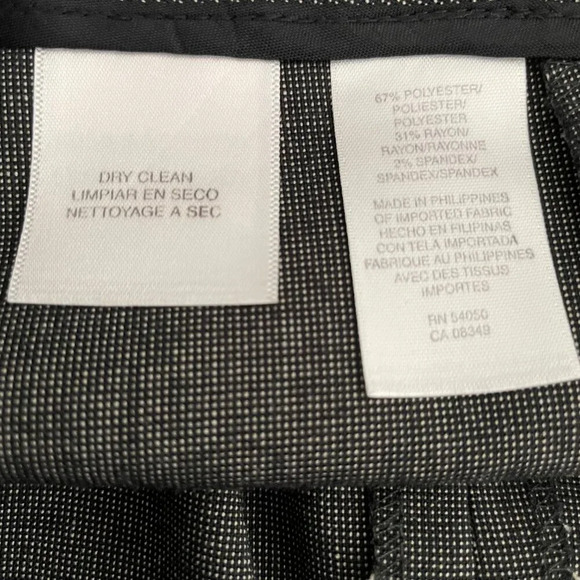 DRY CLEAN
LIMPIAR EN SECO
NETTOYAGE A SEC
67% POLYESTER/
POLIESTER/
POLYESTER
31% RAYON/
RAYON/RAYONNE
2% SPANDEX/
SPANDEX/SPANDEX
MADE IN PHILIPPINES
OF IMPORTED FABRIC
HECHO EN FILIPINAS
CON TELA IMPORTADA
FABRIQUE AU PHILIPPINES
AVEC DES TISSUS
IMPORTES
RN 54050
CA 08349